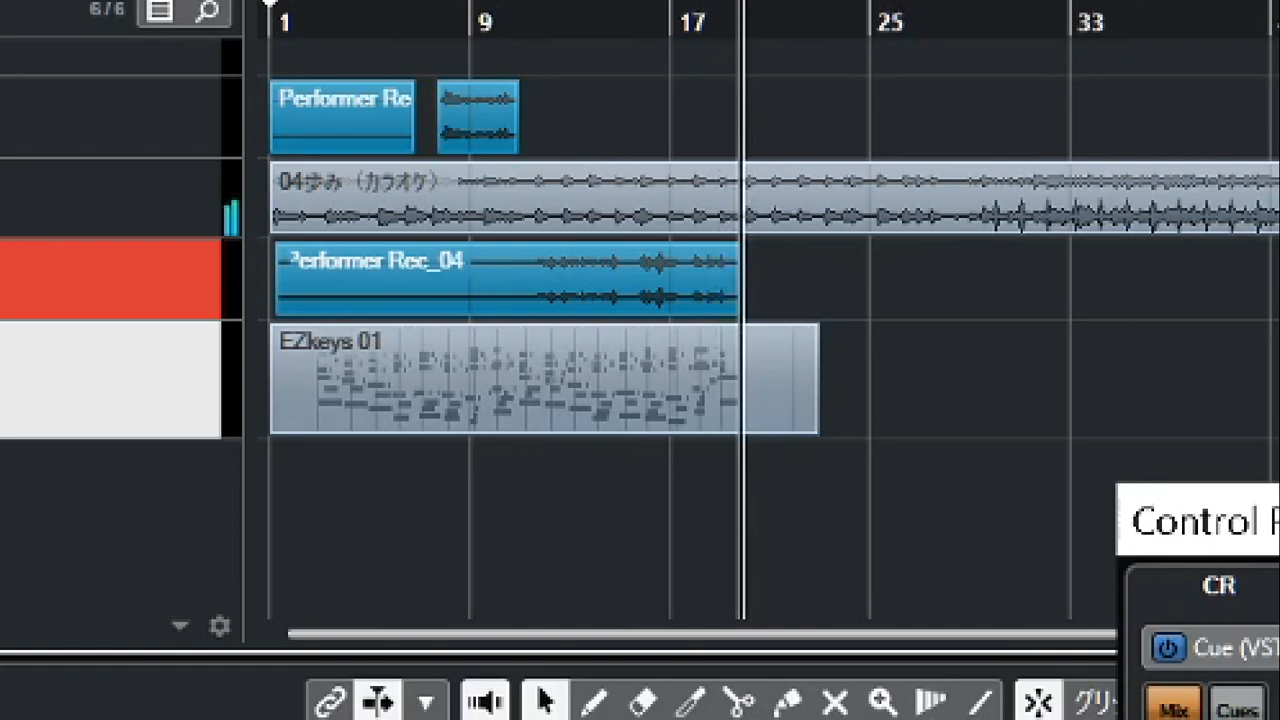 6/6
1 9 17 25 33
Performer Re
04歩み（カラオケ）
Performer Rec_04
EZkeys 01
Control
CR
Cue (VST
Mix Cues
グリ